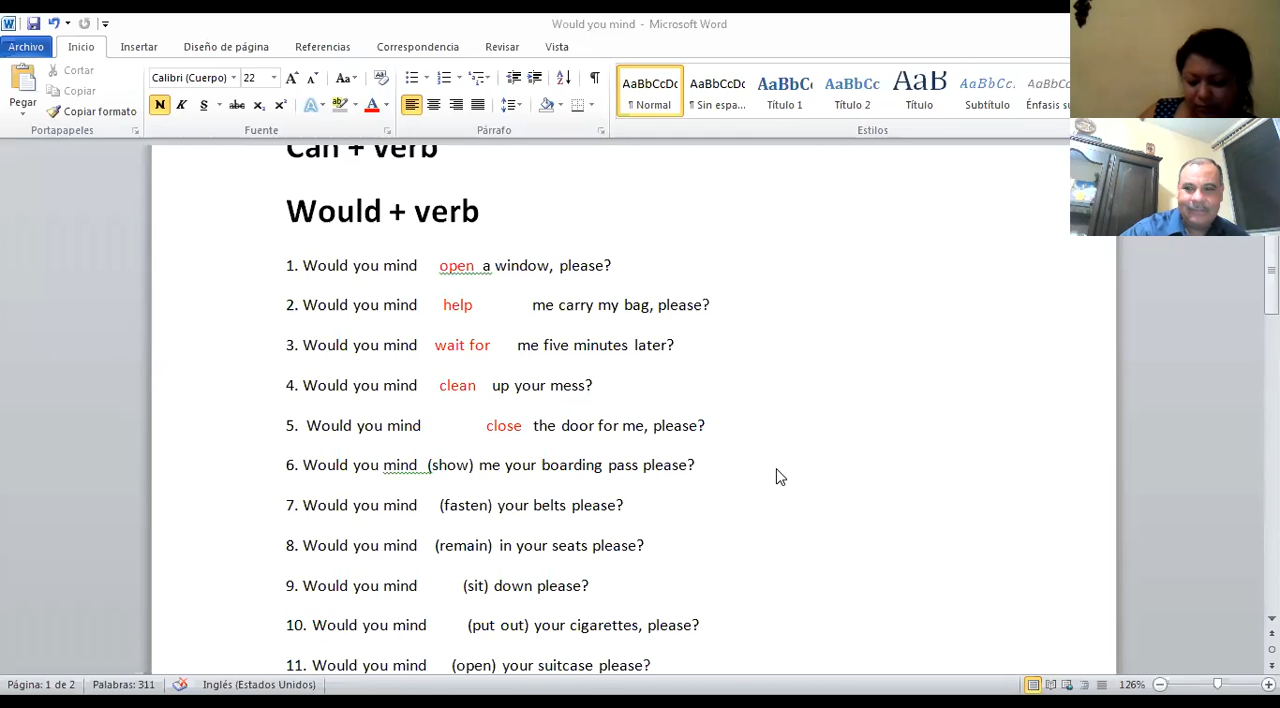 Would you mind - Microsoft Word
Archivo Inicio Insertar Diseño de página Referencias Correspondencia Revisar Vista
Pegar
Cortar
Copiar
Copiar formato
Portapapeles
Calibri (Cuerpo) 22
Fuente
Párrafo
AaBbCcDc AaBbCcDc AaBbC AaBbCc AaB AaBbCc
¶ Normal ¶ Sin espa... Título 1 Título 2 Título Subtítulo Énfasis su
Estilos
Can + verb
Would + verb
1. Would you mind open a window, please?
2. Would you mind help me carry my bag, please?
3. Would you mind wait for me five minutes later?
4. Would you mind clean up your mess?
5. Would you mind close the door for me, please?
6. Would you mind (show) me your boarding pass please?
7. Would you mind (fasten) your belts please?
8. Would you mind (remain) in your seats please?
9. Would you mind (sit) down please?
10. Would you mind (put out) your cigarettes, please?
11. Would you mind (open) your suitcase please?
Página: 1 de 2 Palabras: 311 Inglés (Estados Unidos) 126%